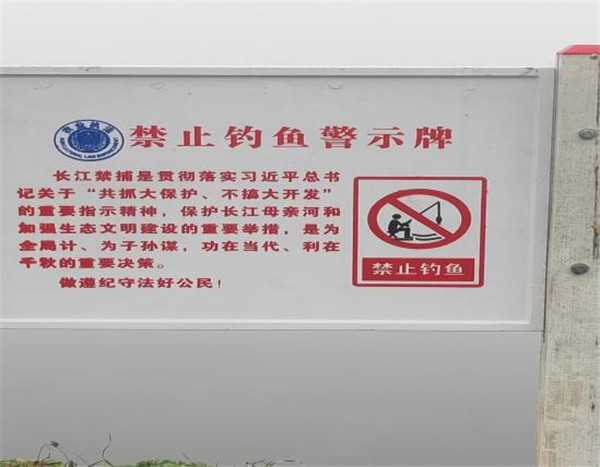 禁止钓鱼警示牌
长江禁捕是贯彻落实习近平总书
记关于“共抓大保护、不搞大开发”
的重要指示精神，保护长江母亲河和
加强生态文明建设的重要举措，是为
全局计、为子孙谋，功在当代、利在
千秋的重要决策。
做遵纪守法好公民！
禁止钓鱼